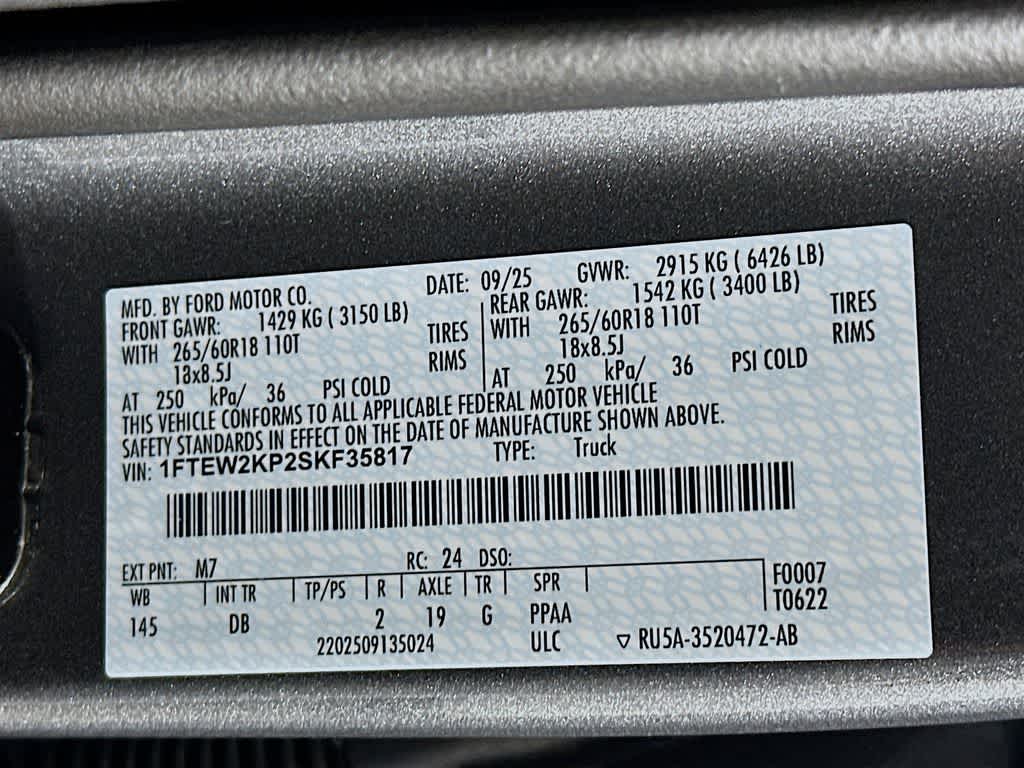 MFD. BY FORD MOTOR CO. DATE: 09/25 GVWR: 2915 KG ( 6426 LB)
FRONT GAWR: 1429 KG ( 3150 LB) REAR GAWR: 1542 KG ( 3400 LB)
WITH 265/60R18 110T TIRES WITH 265/60R18 110T TIRES
18x8.5J RIMS 18x8.5J RIMS
AT 250 kPa/ 36 PSI COLD AT 250 kPa/ 36 PSI COLD
THIS VEHICLE CONFORMS TO ALL APPLICABLE FEDERAL MOTOR VEHICLE
SAFETY STANDARDS IN EFFECT ON THE DATE OF MANUFACTURE SHOWN ABOVE.
VIN: 1FTEW2KP2SKF35817 TYPE: Truck
EXT PNT: M7 RC: 24 DSO:
WB INT TR TP/PS R AXLE TR SPR F0007
145 DB 2 19 G PPAA T0622
2202509135024 ULC ▽ RU5A-3520472-AB